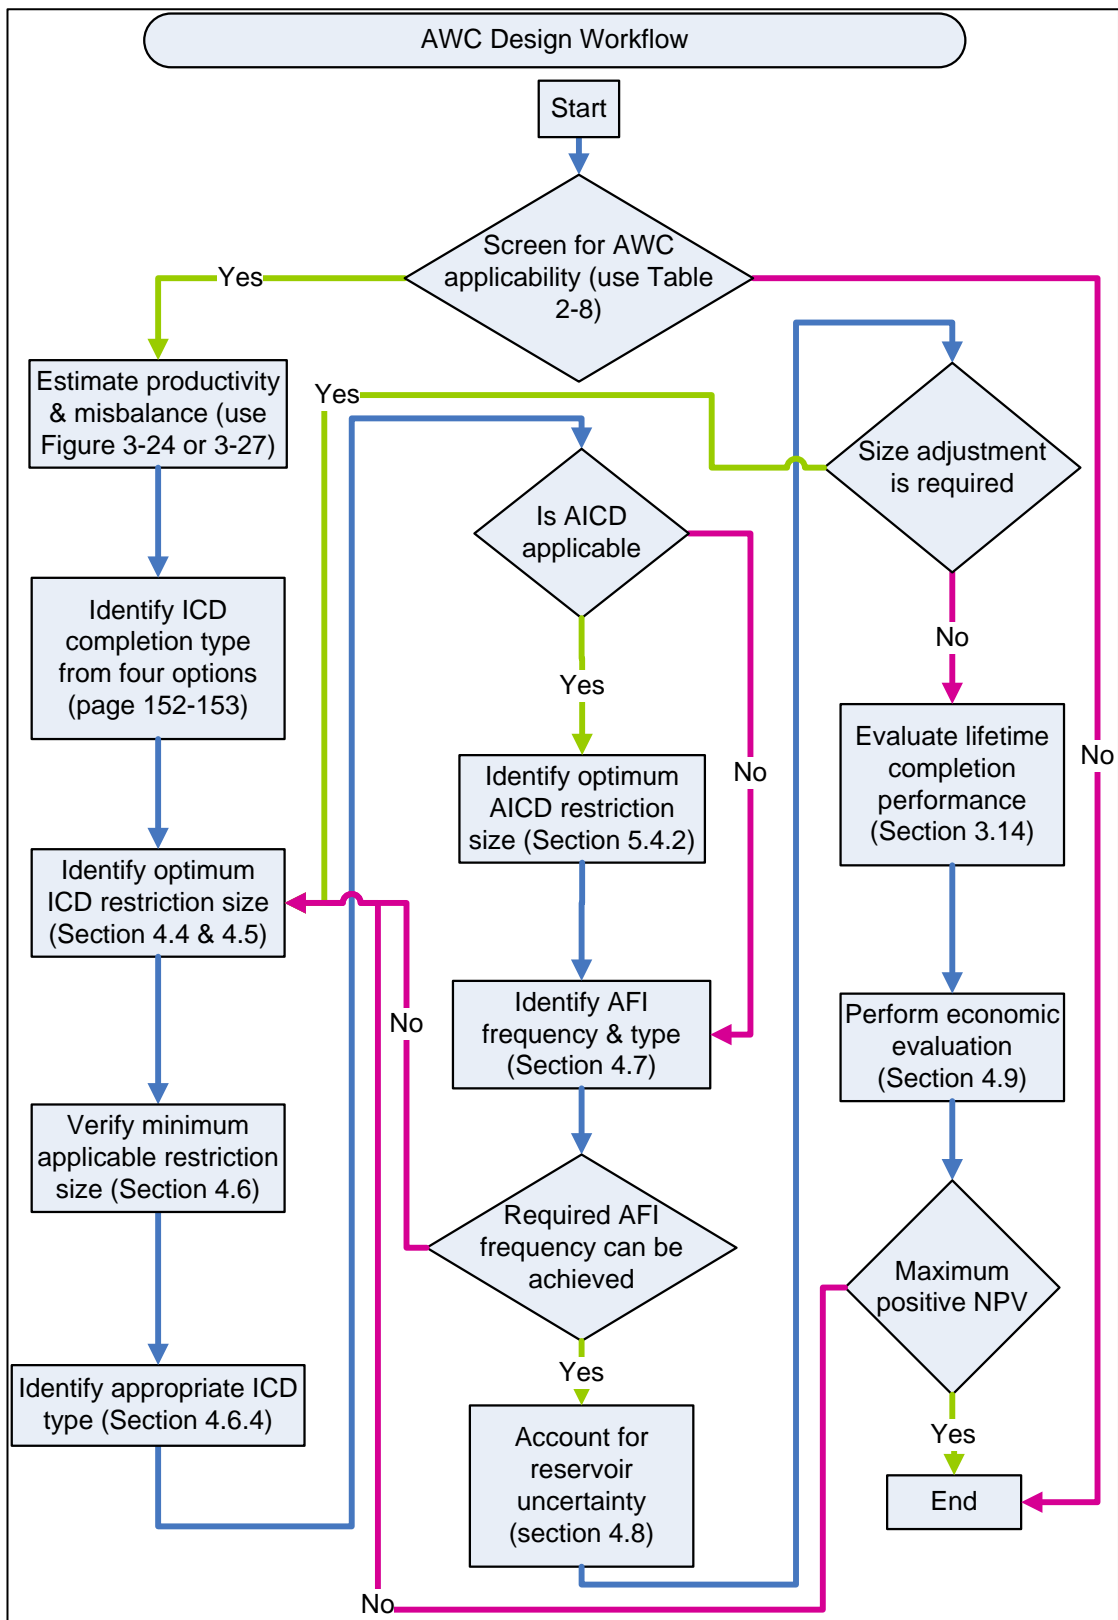 AWC Design Workflow
Start
Screen for AWC
applicability (use Table
2-8)
Yes
No
Estimate productivity
& misbalance (use
Figure 3-24 or 3-27)
Identify ICD
completion type
from four options
(page 152-153)
Identify optimum
ICD restriction size
(Section 4.4 & 4.5)
Verify minimum
applicable restriction
size (Section 4.6)
Identify appropriate ICD
type (Section 4.6.4)
Is AICD
applicable
Yes
No
Identify optimum
AICD restriction
size (Section 5.4.2)
Identify AFI
frequency & type
(Section 4.7)
Required AFI
frequency can be
achieved
No
Yes
Account for
reservoir
uncertainty
(section 4.8)
Size adjustment
is required
Yes
No
Evaluate lifetime
completion
performance
(Section 3.14)
Perform economic
evaluation
(Section 4.9)
Maximum
positive NPV
No
Yes
End